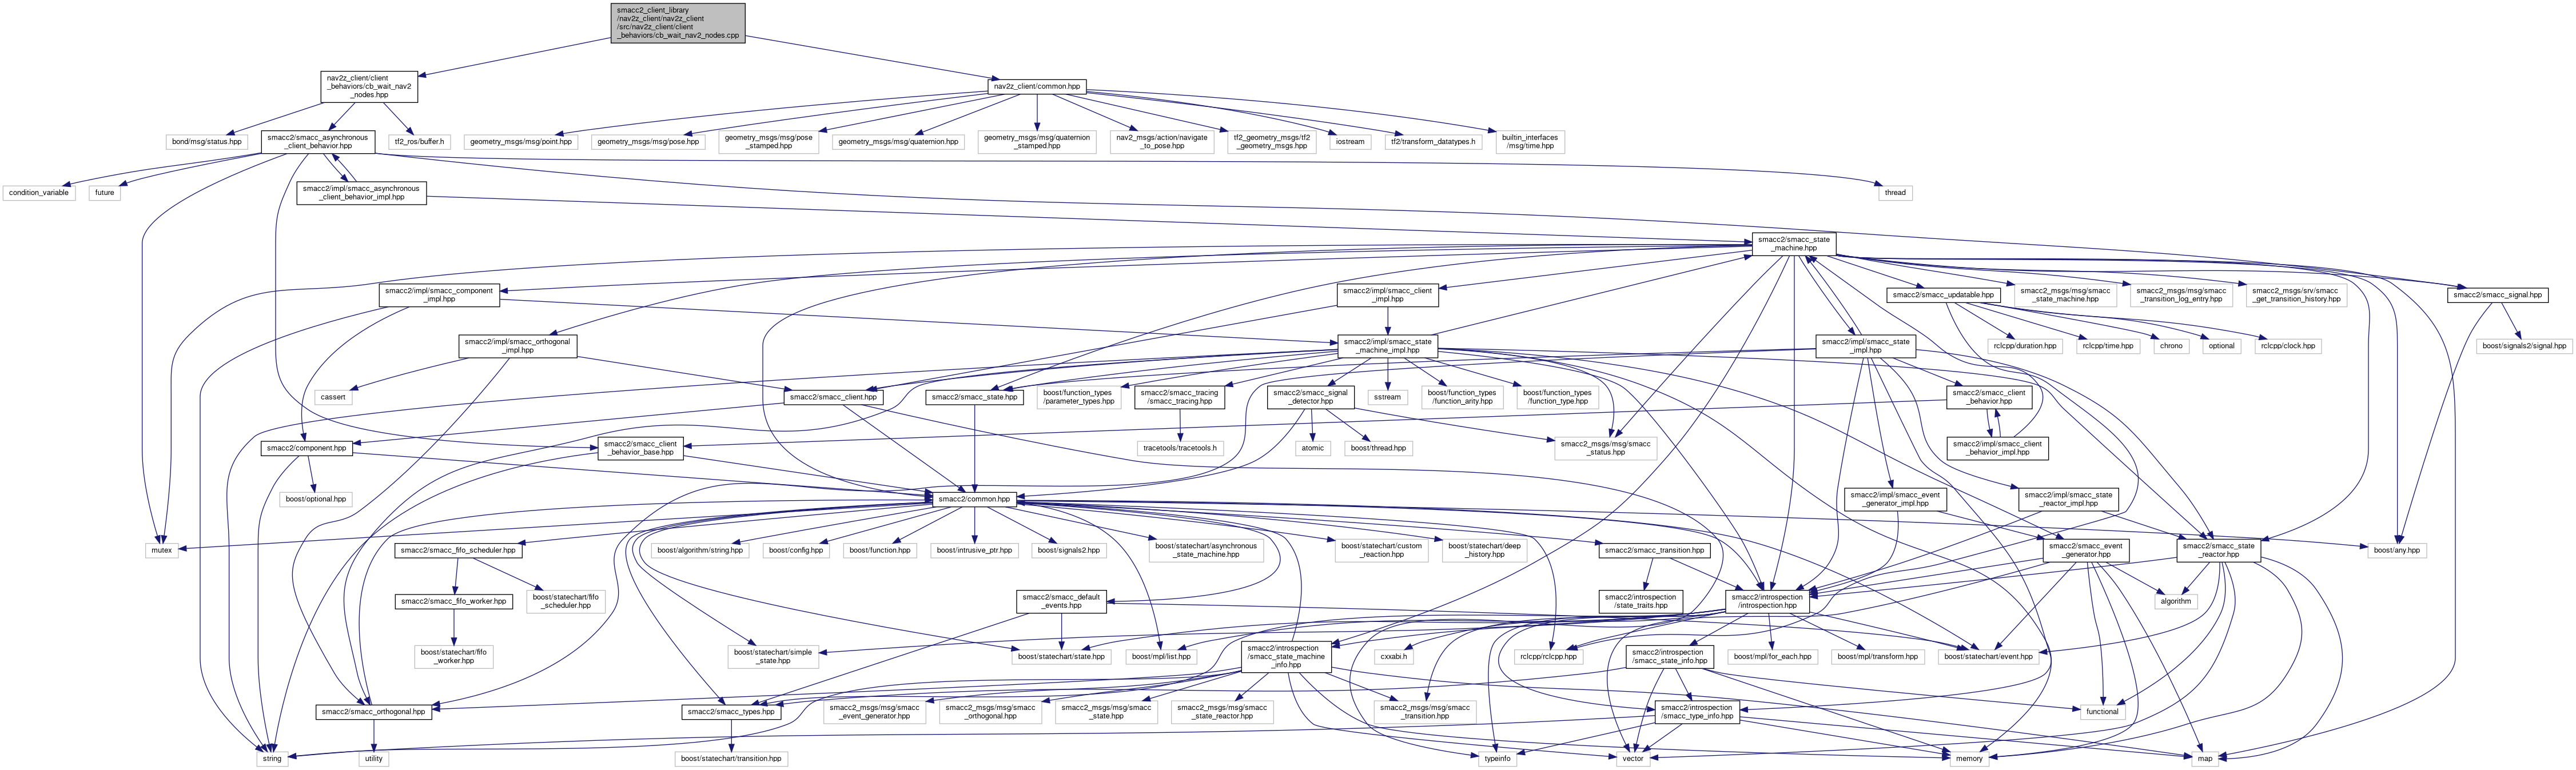 smacc2_client_library
/nav2z_client/nav2z_client
/src/nav2z_client/client
_behaviors/cb_wait_nav2_nodes.cpp
nav2z_client/client
_behaviors/cb_wait_nav2
_nodes.hpp
nav2z_client/common.hpp
bond/msg/status.hpp
smacc2/smacc_asynchronous
_client_behavior.hpp
tf2_ros/buffer.h
geometry_msgs/msg/point.hpp
geometry_msgs/msg/pose.hpp
geometry_msgs/msg/pose
_stamped.hpp
geometry_msgs/msg/quaternion.hpp
geometry_msgs/msg/quaternion
_stamped.hpp
nav2_msgs/action/navigate
_to_pose.hpp
tf2_geometry_msgs/tf2
_geometry_msgs.hpp
iostream
tf2/transform_datatypes.h
builtin_interfaces
/msg/time.hpp
condition_variable
future
smacc2/impl/smacc_asynchronous
_client_behavior_impl.hpp
thread
smacc2/smacc_state
_machine.hpp
smacc2/impl/smacc_component
_impl.hpp
smacc2/impl/smacc_client
_impl.hpp
smacc2/smacc_updatable.hpp
smacc2_msgs/msg/smacc
_state_machine.hpp
smacc2_msgs/msg/smacc
_transition_log_entry.hpp
smacc2_msgs/srv/smacc
_get_transition_history.hpp
smacc2/smacc_signal.hpp
smacc2/impl/smacc_orthogonal
_impl.hpp
smacc2/impl/smacc_state
_machine_impl.hpp
smacc2/impl/smacc_state
_impl.hpp
rclcpp/duration.hpp
rclcpp/time.hpp
chrono
optional
rclcpp/clock.hpp
boost/signals2/signal.hpp
cassert
smacc2/smacc_client.hpp
smacc2/smacc_state.hpp
boost/function_types
/parameter_types.hpp
smacc2/smacc_tracing
/smacc_tracing.hpp
smacc2/smacc_signal
_detector.hpp
sstream
boost/function_types
/function_arity.hpp
boost/function_types
/function_type.hpp
smacc2/smacc_client
_behavior.hpp
smacc2/component.hpp
smacc2/smacc_client
_behavior_base.hpp
tracetools/tracetools.h
atomic
boost/thread.hpp
smacc2_msgs/msg/smacc
_status.hpp
smacc2/impl/smacc_client
_behavior_impl.hpp
boost/optional.hpp
smacc2/common.hpp
smacc2/impl/smacc_event
_generator_impl.hpp
smacc2/impl/smacc_state
_reactor_impl.hpp
mutex
smacc2/smacc_fifo_scheduler.hpp
boost/algorithm/string.hpp
boost/config.hpp
boost/function.hpp
boost/intrusive_ptr.hpp
boost/signals2.hpp
boost/statechart/asynchronous
_state_machine.hpp
boost/statechart/custom
_reaction.hpp
boost/statechart/deep
_history.hpp
smacc2/smacc_transition.hpp
smacc2/smacc_event
_generator.hpp
smacc2/smacc_state
_reactor.hpp
boost/any.hpp
smacc2/smacc_fifo_worker.hpp
boost/statechart/fifo
_scheduler.hpp
smacc2/smacc_default
_events.hpp
smacc2/introspection
/state_traits.hpp
smacc2/introspection
/introspection.hpp
algorithm
boost/statechart/fifo
_worker.hpp
boost/statechart/simple
_state.hpp
boost/statechart/state.hpp
boost/mpl/list.hpp
smacc2/introspection
/smacc_state_machine
_info.hpp
cxxabi.h
rclcpp/rclcpp.hpp
smacc2/introspection
/smacc_state_info.hpp
boost/mpl/for_each.hpp
boost/mpl/transform.hpp
boost/statechart/event.hpp
smacc2/smacc_orthogonal.hpp
smacc2/smacc_types.hpp
smacc2_msgs/msg/smacc
_event_generator.hpp
smacc2_msgs/msg/smacc
_orthogonal.hpp
smacc2_msgs/msg/smacc
_state.hpp
smacc2_msgs/msg/smacc
_state_reactor.hpp
smacc2_msgs/msg/smacc
_transition.hpp
smacc2/introspection
/smacc_type_info.hpp
functional
string
utility
boost/statechart/transition.hpp
typeinfo
vector
memory
map